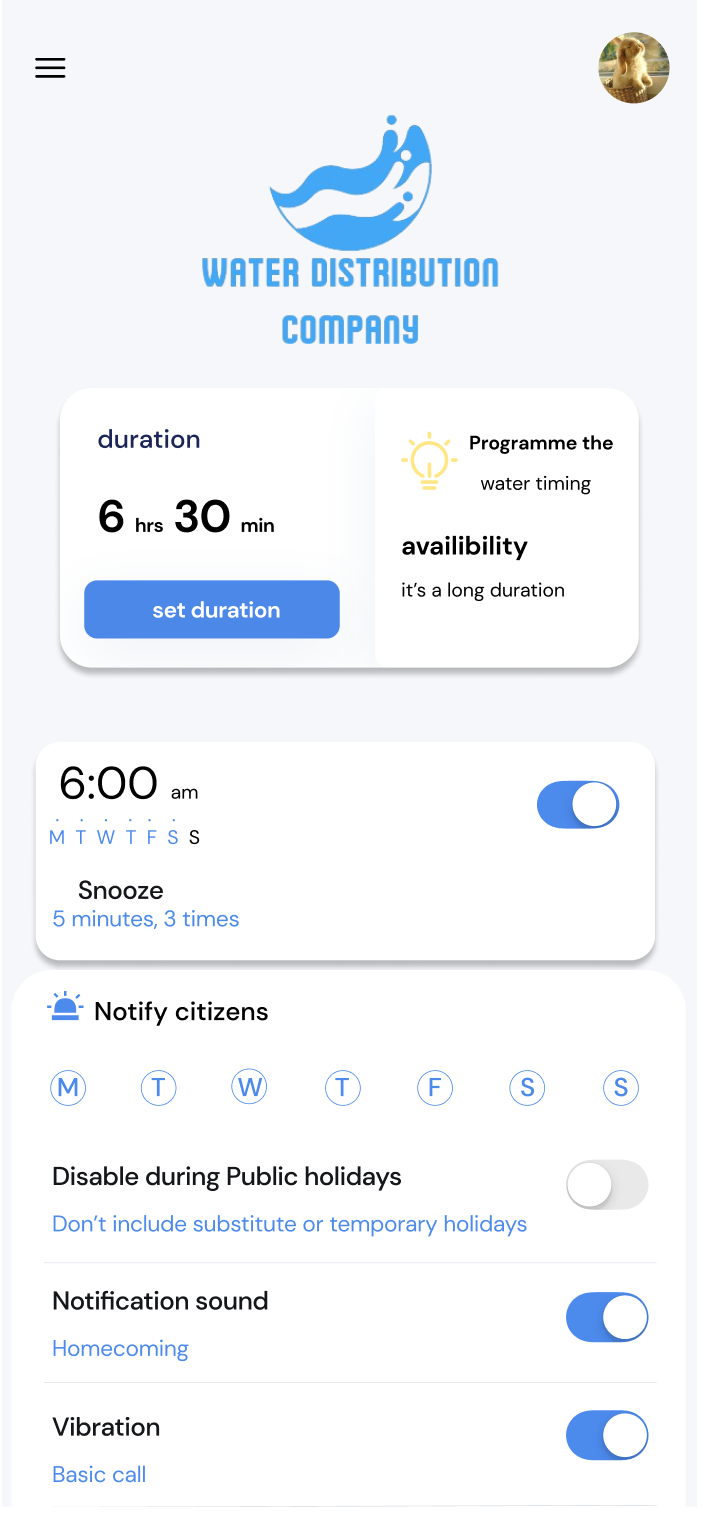 WATER DISTRIBUTION
COMPANY
duration
6 hrs 30 min
set duration
Programme the
water timing
availibility
it's a long duration
6:00 am
M T W T F S S
Snooze
5 minutes, 3 times
Notify citizens
M T W T F S S
Disable during Public holidays
Don't include substitute or temporary holidays
Notification sound
Homecoming
Vibration
Basic call